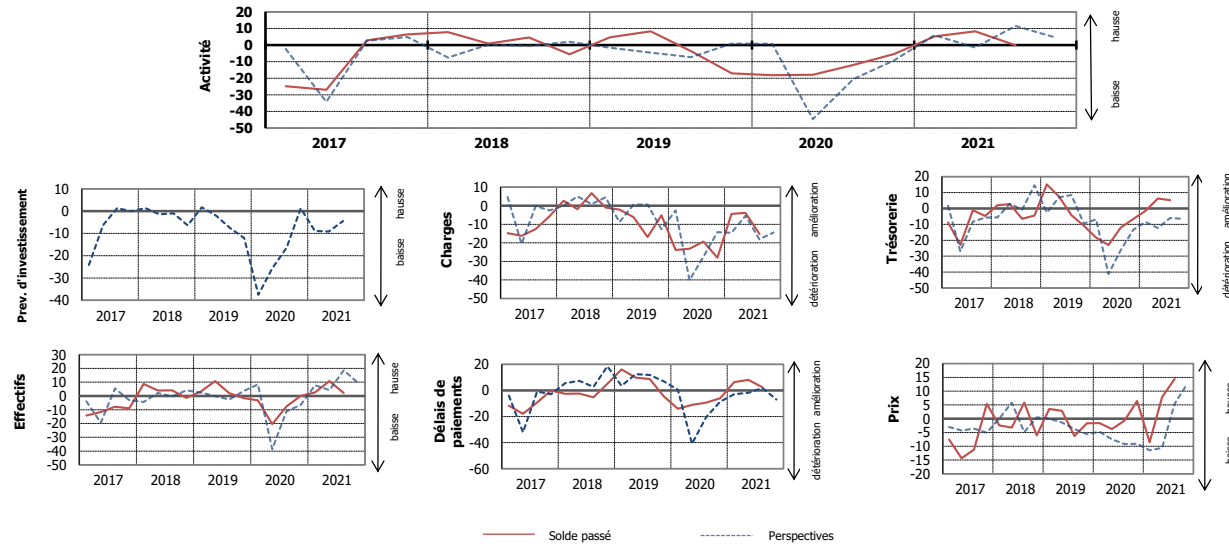 Activité
20
10
0
-10
-20
-30
-40
-50
2017 2018 2019 2020 2021
hausse
baisse
Prev. d'investissement
10
0
-10
-20
-30
-40
2017 2018 2019 2020 2021
hausse
baisse
Charges
10
0
-10
-20
-30
-40
-50
2017 2018 2019 2020 2021
amélioration
détérioration
Trésorerie
20
10
0
-10
-20
-30
-40
-50
2017 2018 2019 2020 2021
amélioration
détérioration
Effectifs
30
20
10
0
-10
-20
-30
-40
-50
2017 2018 2019 2020 2021
hausse
baisse
Délais de
paiements
20
0
-20
-40
-60
2017 2018 2019 2020 2021
amélioration
détérioration
Prix
20
15
10
5
0
-5
-10
-15
-20
2017 2018 2019 2020 2021
hausse
baisse
Solde passé Perspectives